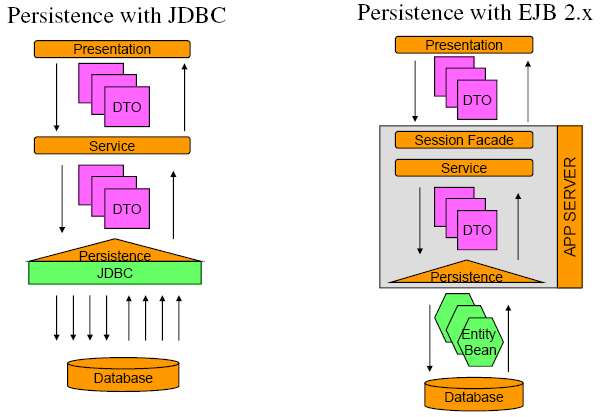 Persistence with JDBC
Presentation
DTO
Service
DTO
Persistence
JDBC
Database
Persistence with EJB 2.x
Presentation
DTO
Session Facade
Service
DTO
Persistence
APP SERVER
Entity
Bean
Database